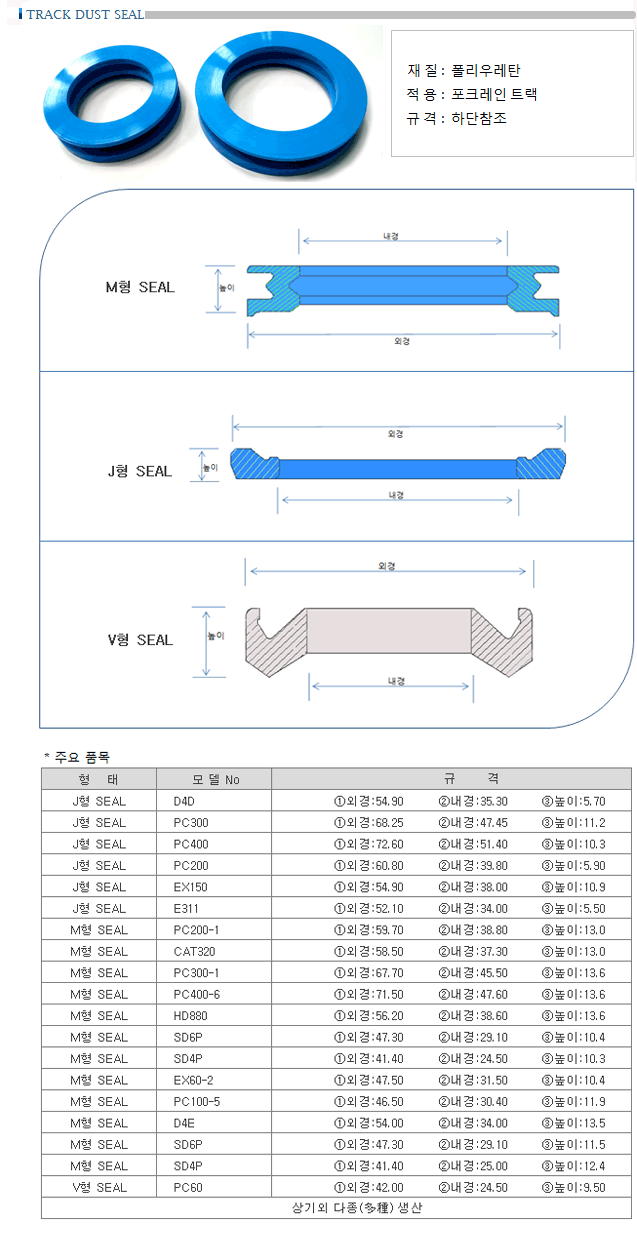 TRACK DUST SEAL
재 질 : 폴리우레탄
적 용 : 포크레인 트랙
규 격 : 하단참조
내경
M형 SEAL
높이
외경
외경
J형 SEAL
높이
내경
외경
V형 SEAL
높이
내경
* 주요 품목
형 태 모 델 No 규 격
J형 SEAL D4D ①외경:54.90 ②내경:35.30 ③높이:5.70
J형 SEAL PC300 ①외경:68.25 ②내경:47.45 ③높이:11.2
J형 SEAL PC400 ①외경:72.60 ②내경:51.40 ③높이:10.3
J형 SEAL PC200 ①외경:60.80 ②내경:39.80 ③높이:5.90
J형 SEAL EX150 ①외경:54.90 ②내경:38.00 ③높이:10.9
J형 SEAL E311 ①외경:52.10 ②내경:34.00 ③높이:5.50
M형 SEAL PC200-1 ①외경:59.70 ②내경:38.80 ③높이:13.0
M형 SEAL CAT320 ①외경:58.50 ②내경:37.30 ③높이:13.0
M형 SEAL PC300-1 ①외경:67.70 ②내경:45.50 ③높이:13.6
M형 SEAL PC400-6 ①외경:71.50 ②내경:47.60 ③높이:13.6
M형 SEAL HD880 ①외경:56.20 ②내경:38.60 ③높이:13.6
M형 SEAL SD6P ①외경:47.30 ②내경:29.10 ③높이:10.4
M형 SEAL SD4P ①외경:41.40 ②내경:24.50 ③높이:10.3
M형 SEAL EX60-2 ①외경:47.50 ②내경:31.50 ③높이:10.4
M형 SEAL PC100-5 ①외경:46.50 ②내경:30.40 ③높이:11.9
M형 SEAL D4E ①외경:54.00 ②내경:34.00 ③높이:13.5
M형 SEAL SD6P ①외경:47.30 ②내경:29.10 ③높이:11.5
M형 SEAL SD4P ①외경:41.40 ②내경:25.00 ③높이:12.4
V형 SEAL PC60 ①외경:42.00 ②내경:24.50 ③높이:9.50
상기외 다종(多種) 생산